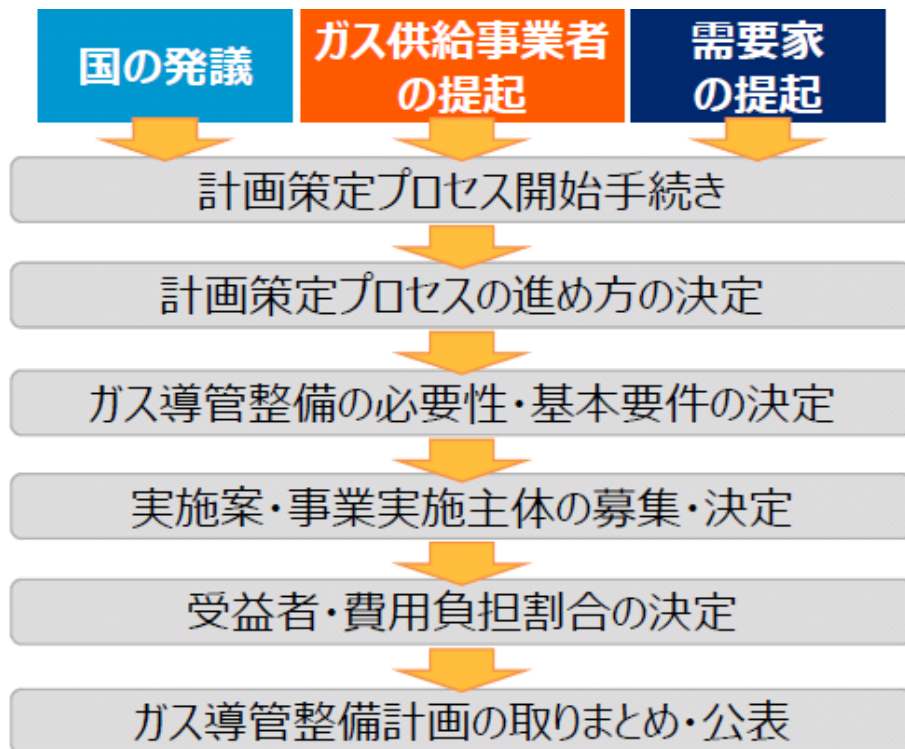 国の発議
ガス供給事業者
の提起
需要家
の提起
計画策定プロセス開始手続き
計画策定プロセスの進め方の決定
ガス導管整備の必要性・基本要件の決定
実施案・事業実施主体の募集・決定
受益者・費用負担割合の決定
ガス導管整備計画の取りまとめ・公表